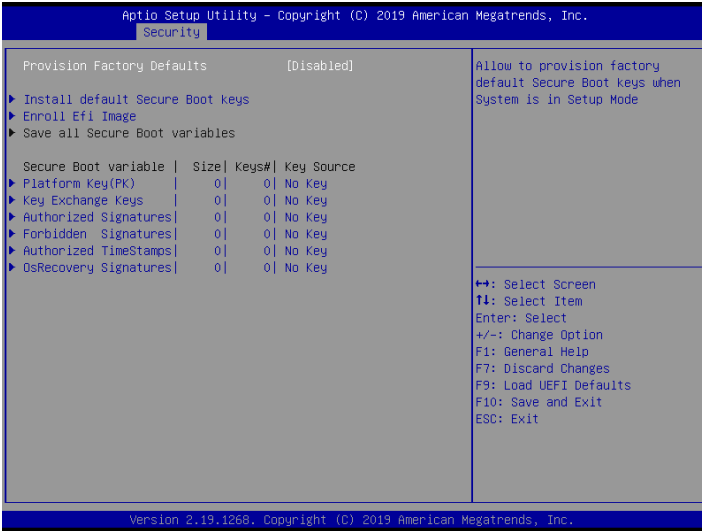 Aptio Setup Utility – Copyright (C) 2019 American Megatrends, Inc.
Security
Provision Factory Defaults [Disabled]
▶ Install default Secure Boot keys
▶ Enroll Efi Image
▶ Save all Secure Boot variables
Secure Boot variable | Size| Keys#| Key Source
▶ Platform Key(PK) | 0| 0| No Key
▶ Key Exchange Keys | 0| 0| No Key
▶ Authorized Signatures| 0| 0| No Key
▶ Forbidden Signatures| 0| 0| No Key
▶ Authorized TimeStamps| 0| 0| No Key
▶ OsRecovery Signatures| 0| 0| No Key
Allow to provision factory
default Secure Boot keys when
System is in Setup Mode
↔: Select Screen
↑↓: Select Item
Enter: Select
+/-: Change Option
F1: General Help
F7: Discard Changes
F9: Load UEFI Defaults
F10: Save and Exit
ESC: Exit
Version 2.19.1268. Copyright (C) 2019 American Megatrends, Inc.